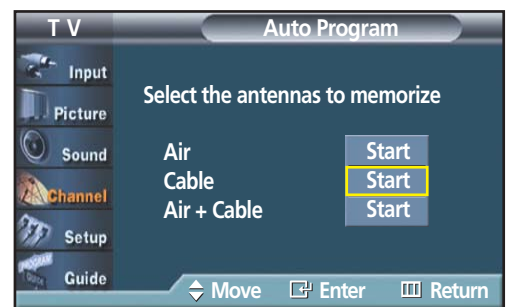 T V
Auto Program
Input
Picture
Sound
Channel
Setup
Guide
Select the antennas to memorize
Air Start
Cable Start
Air + Cable Start
Move Enter Return